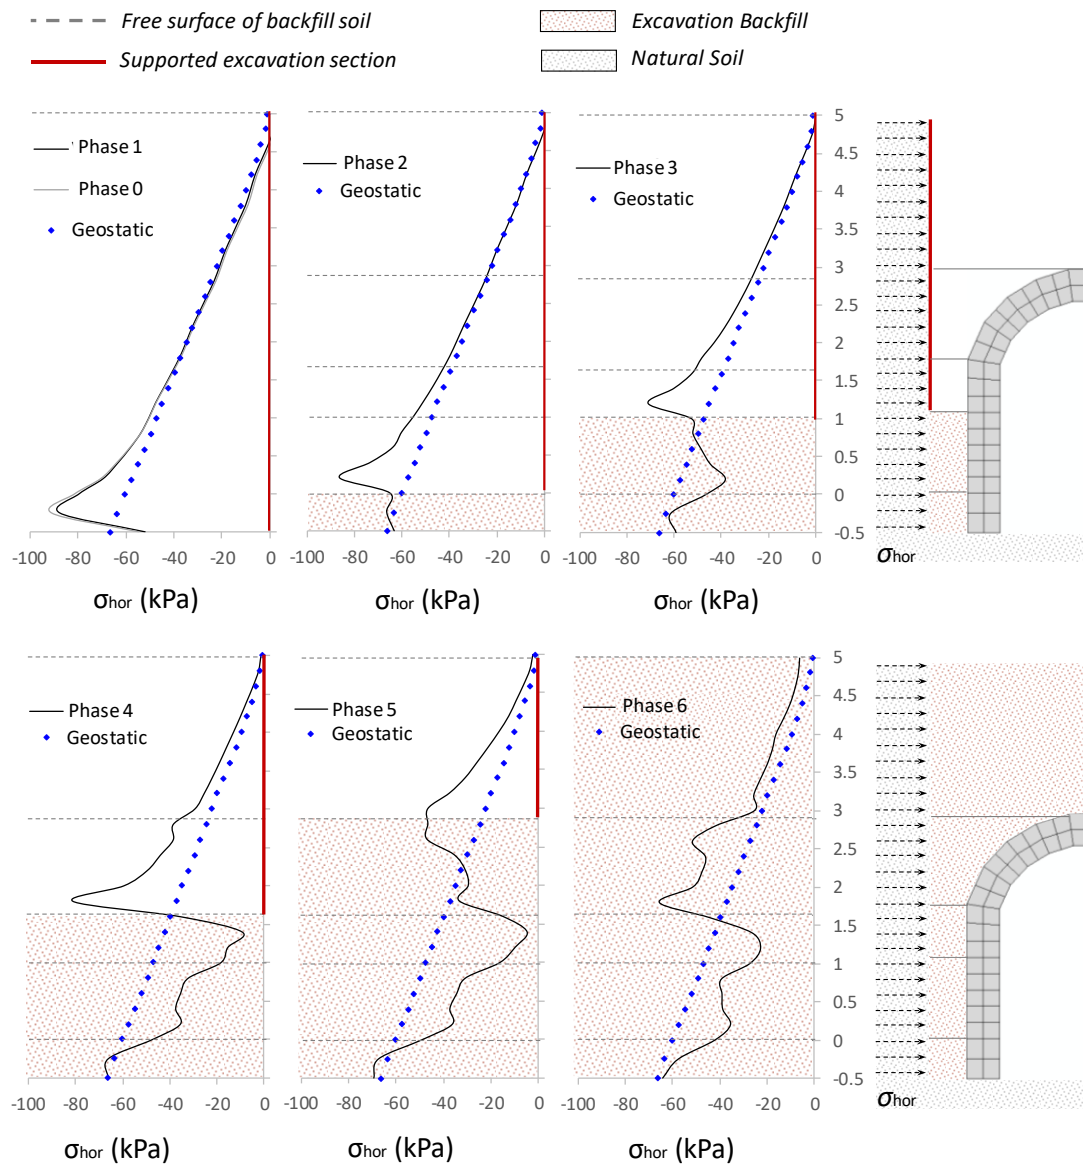 Free surface of backfill soil
Excavation Backfill
Supported excavation section
Natural Soil
Phase 1
Phase 0
Geostatic
Phase 2
Geostatic
Phase 3
Geostatic
5
4.5
4
3.5
3
2.5
2
1.5
1
0.5
0
-0.5
-100 -80 -60 -40 -20 0
-100 -80 -60 -40 -20 0
-100 -80 -60 -40 -20 0
σhor
σhor (kPa)
σhor (kPa)
σhor (kPa)
Phase 4
Geostatic
Phase 5
Geostatic
Phase 6
Geostatic
5
4.5
4
3.5
3
2.5
2
1.5
1
0.5
0
-0.5
-100 -80 -60 -40 -20 0
-100 -80 -60 -40 -20 0
-100 -80 -60 -40 -20 0
σhor
σhor (kPa)
σhor (kPa)
σhor (kPa)